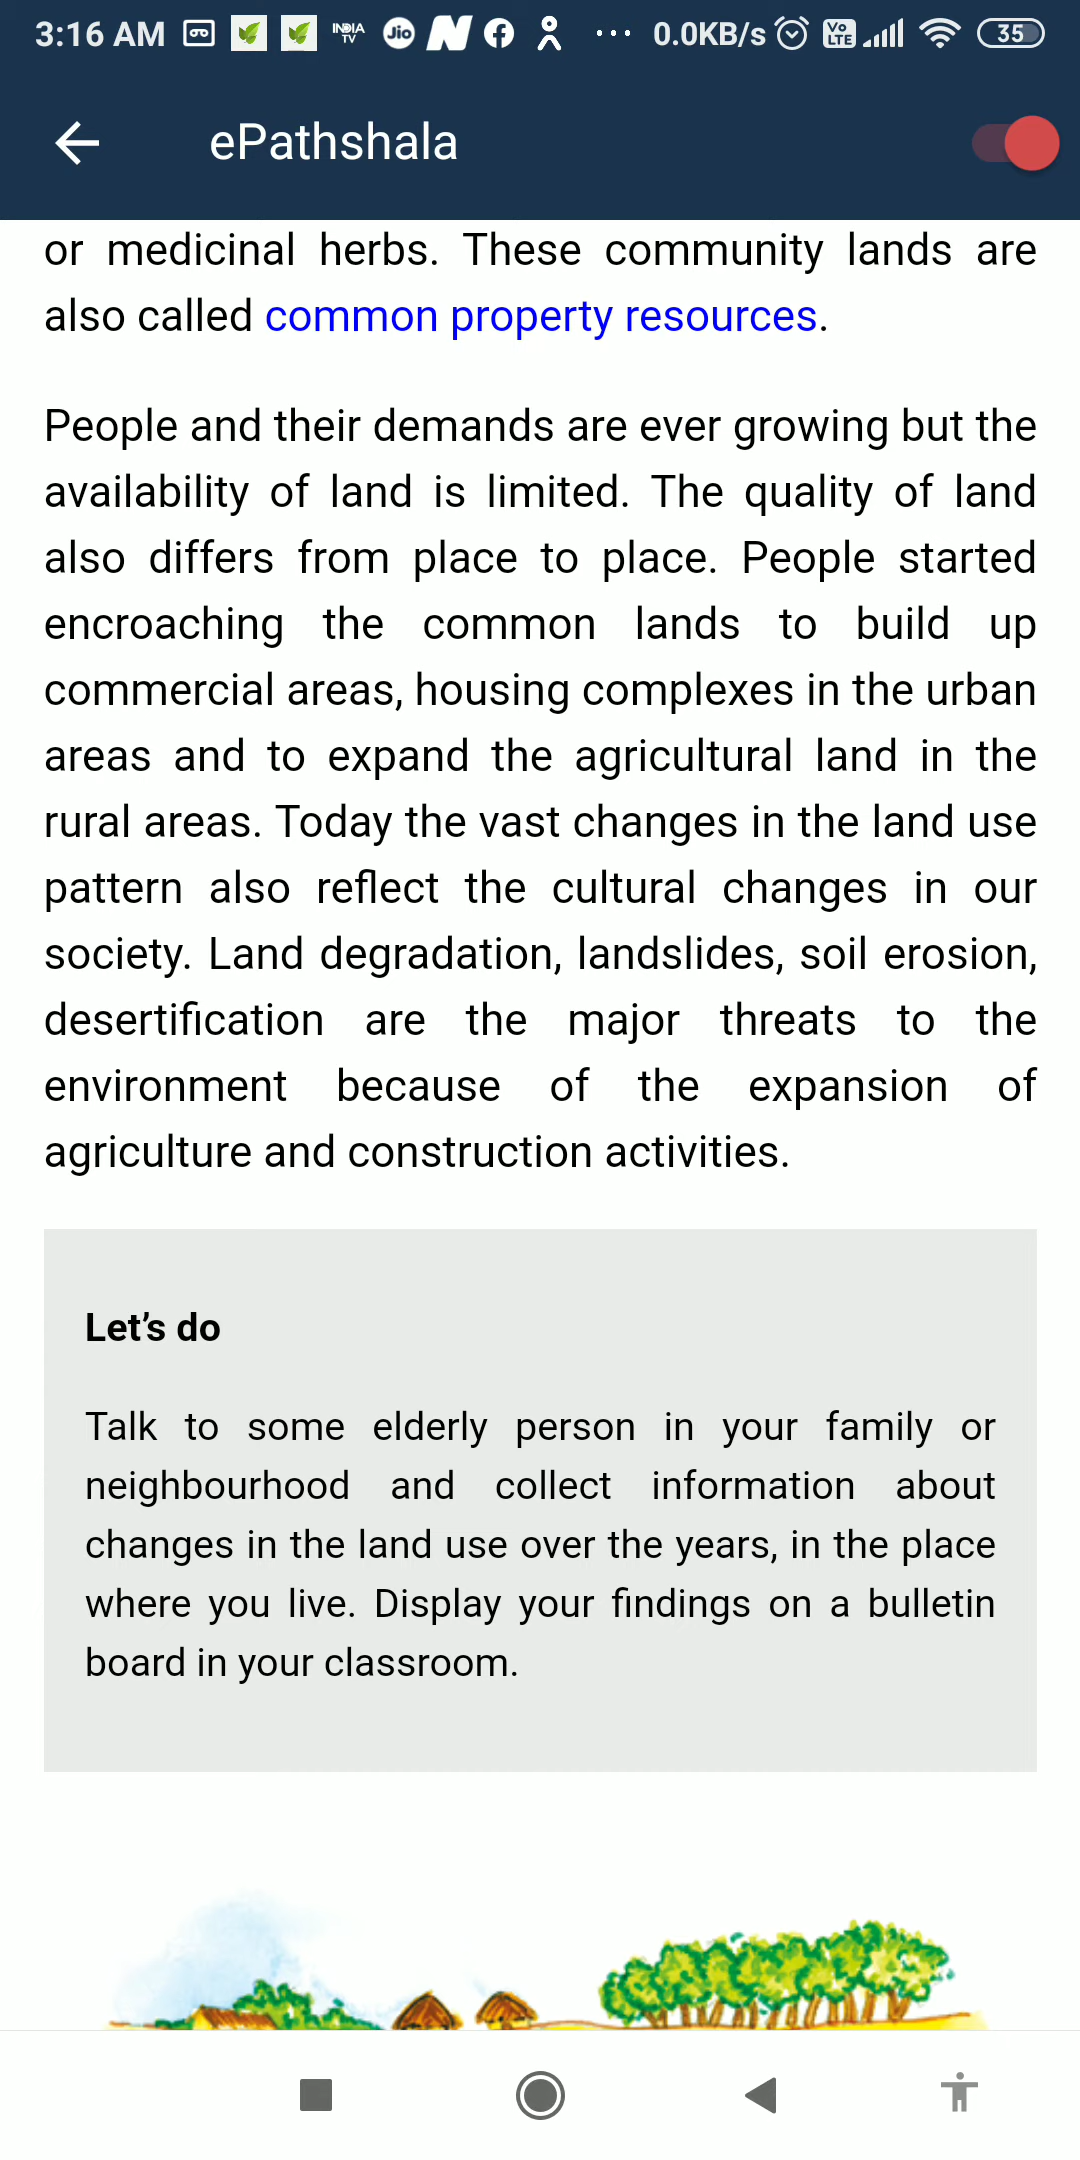 3:16 AM INDIA TV Jio N 0.0KB/s Vo LTE 35
ePathshala
or medicinal herbs. These community lands are
also called common property resources.
People and their demands are ever growing but the
availability of land is limited. The quality of land
also differs from place to place. People started
encroaching the common lands to build up
commercial areas, housing complexes in the urban
areas and to expand the agricultural land in the
rural areas. Today the vast changes in the land use
pattern also reflect the cultural changes in our
society. Land degradation, landslides, soil erosion,
desertification are the major threats to the
environment because of the expansion of
agriculture and construction activities.
Let’s do
Talk to some elderly person in your family or
neighbourhood and collect information about
changes in the land use over the years, in the place
where you live. Display your findings on a bulletin
board in your classroom.